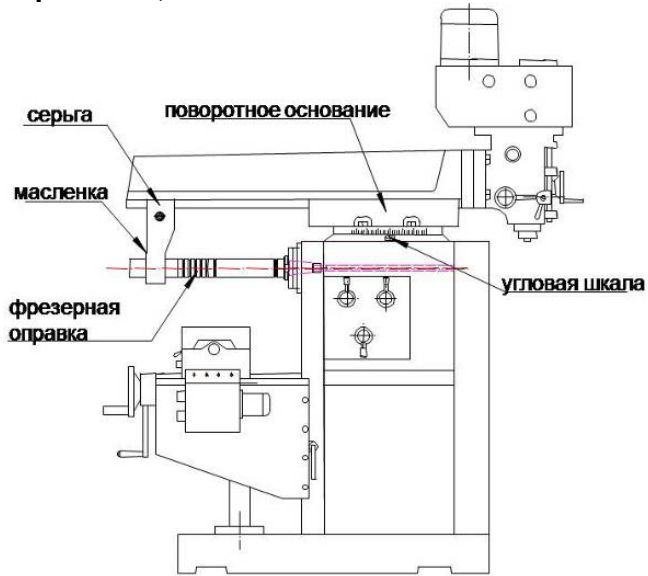 поворотное основание
серьга
масленка
угловая шкала
фрезерная
оправка